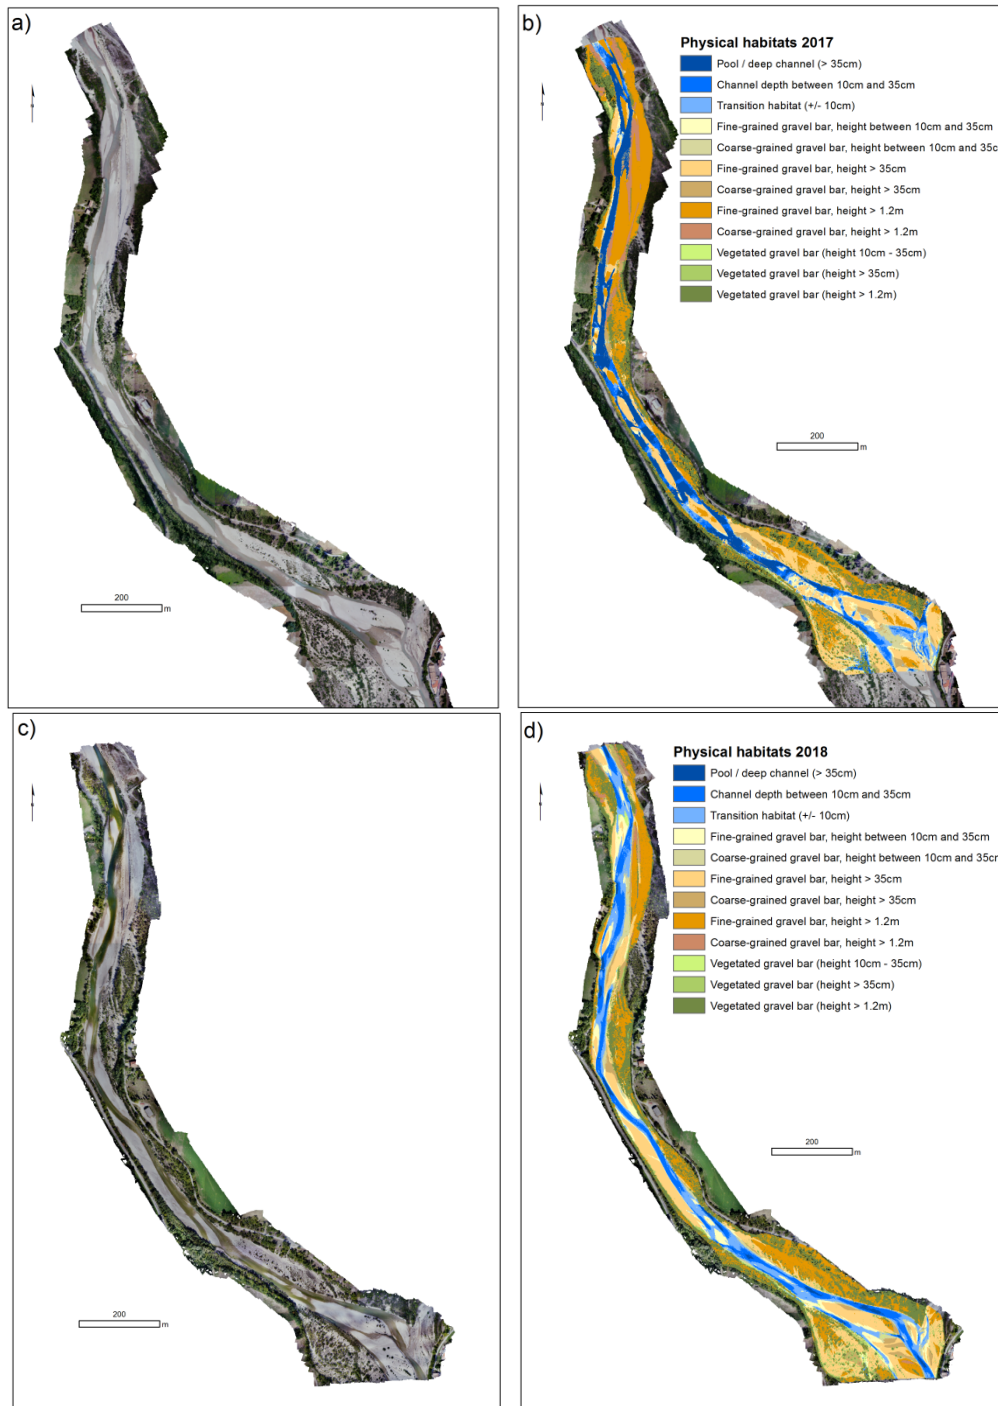 a)
200
m
b)
Physical habitats 2017
Pool / deep channel (> 35cm)
Channel depth between 10cm and 35cm
Transition habitat (+/- 10cm)
Fine-grained gravel bar, height between 10cm and 35cm
Coarse-grained gravel bar, height between 10cm and 35c
Fine-grained gravel bar, height > 35cm
Coarse-grained gravel bar, height > 35cm
Fine-grained gravel bar, height > 1.2m
Coarse-grained gravel bar, height > 1.2m
Vegetated gravel bar (height 10cm - 35cm)
Vegetated gravel bar (height > 35cm)
Vegetated gravel bar (height > 1.2m)
200
m
c)
200
m
d)
Physical habitats 2018
Pool / deep channel (> 35cm)
Channel depth between 10cm and 35cm
Transition habitat (+/- 10cm)
Fine-grained gravel bar, height between 10cm and 35cm
Coarse-grained gravel bar, height between 10cm and 35c
Fine-grained gravel bar, height > 35cm
Coarse-grained gravel bar, height > 35cm
Fine-grained gravel bar, height > 1.2m
Coarse-grained gravel bar, height > 1.2m
Vegetated gravel bar (height 10cm - 35cm)
Vegetated gravel bar (height > 35cm)
Vegetated gravel bar (height > 1.2m)
200
m